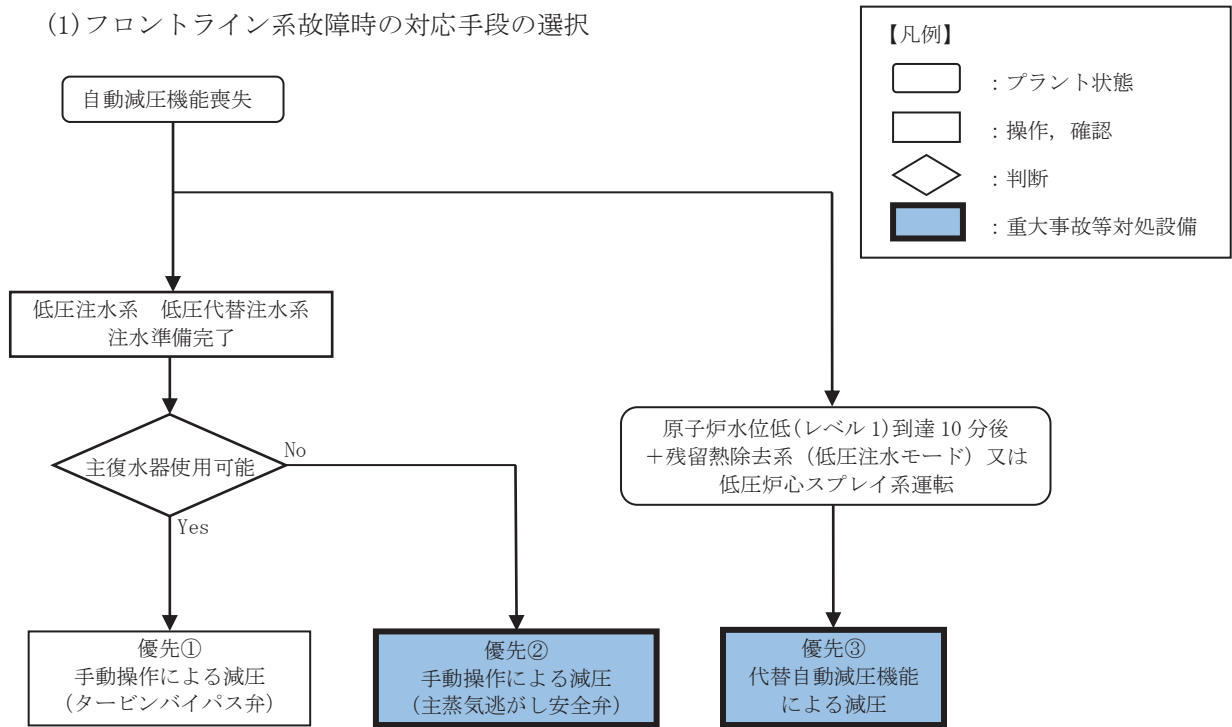 (1)フロントライン系故障時の対応手段の選択
【凡例】
：プラント状態
：操作，確認
：判断
：重大事故等対処設備
自動減圧機能喪失
低圧注水系　低圧代替注水系
注水準備完了
主復水器使用可能
No
Yes
原子炉水位低(レベル 1)到達 10 分後
＋残留熱除去系（低圧注水モード）又は
低圧炉心スプレイ系運転
優先①
手動操作による減圧
(タービンバイパス弁)
優先②
手動操作による減圧
(主蒸気逃がし安全弁)
優先③
代替自動減圧機能
による減圧